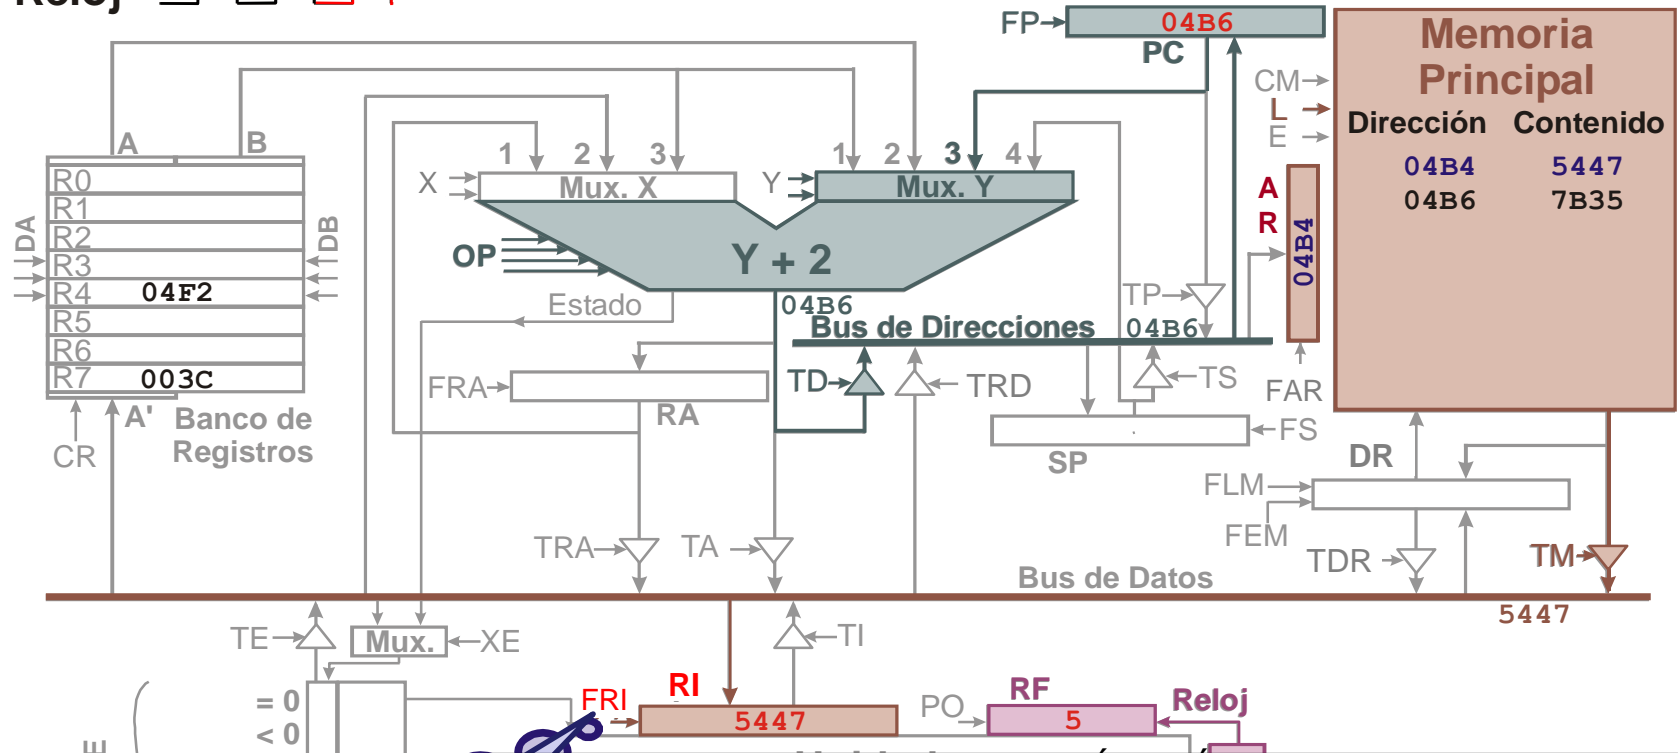 Reloj
FP 04B6
PC
Memoria
Principal
CM
L
E
Dirección Contenido
04B4 5447
04B6 7B35
A B
1 2 3
1 2 3 4
X Mux. X
Y Mux. Y
A
R
04B4
FAR
DA
DB
R0
R1
R2
R3
R4 04F2
R5
R6
R7 003C
A'
CR
Banco de
Registros
OP
Y + 2
Estado
04B6
Bus de Direcciones 04B6
TP
TD
TRD
TS
FRA
RA
FS
SP
DR
FLM
FEM
TRA
TA
TDR
TM
Bus de Datos
5447
TE
Mux.
XE
TI
= 0
< 0
E
FRI
RI
5447
PO
RF
5
Reloj